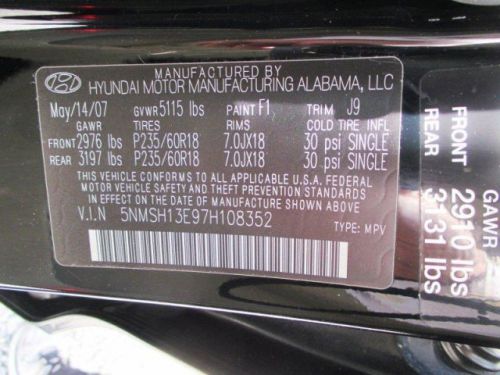 MANUFACTURED BY
HYUNDAI MOTOR MANUFACTURING ALABAMA, LLC
May/14/07 GVWR 5115 lbs PAINT F1 TRIM J9
GAWR TIRES RIMS COLD TIRE INFL
FRONT 2976 lbs P235/60R18 7.0JX18 30 psi SINGLE
REAR 3197 lbs P235/60R18 7.0JX18 30 psi SINGLE
THIS VEHICLE CONFORMS TO ALL APPLICABLE U.S.A FEDERAL
MOTOR VEHICLE SAFETY, BUMPER, AND THEFT PREVENTION
STANDARDS IN EFFECT ON THE DATE OF
MANUFACTURE SHOWN ABOVE.
V.I.N 5NMSH13E97H108352
TYPE: MPV
GAWR
FRONT 2910 lbs
REAR 3131 lbs